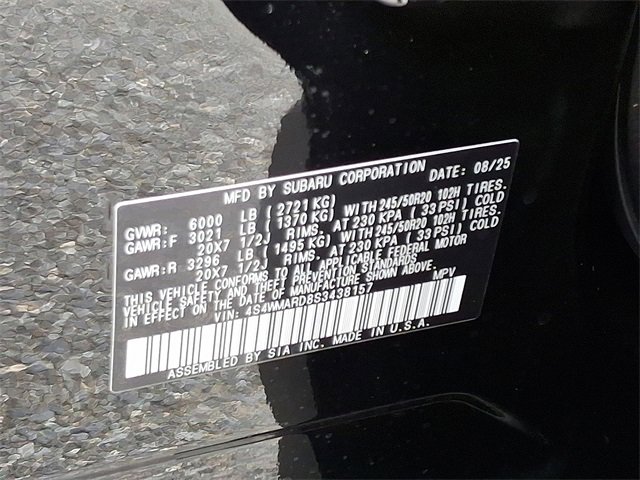 MFD BY SUBARU CORPORATION DATE: 08/25
GVWR: 6000 LB ( 2721 KG)
GAWR:F 3021 LB ( 1370 KG) WITH 245/50R20 102H TIRES.
20X7 1/2J RIMS, AT 230 KPA ( 33 PSI) COLD
GAWR:R 3296 LB ( 1495 KG) WITH 245/50R20 102H TIRES.
20X7 1/2J RIMS, AT 230 KPA ( 33 PSI) COLD
THIS VEHICLE CONFORMS TO ALL APPLICABLE FEDERAL MOTOR
VEHICLE SAFETY AND THEFT PREVENTION STANDARDS
IN EFFECT ON THE DATE OF MANUFACTURE SHOWN ABOVE.
VIN: 4S4WMARD8S3438157 MPV
ASSEMBLED BY SIA INC. MADE IN U.S.A.